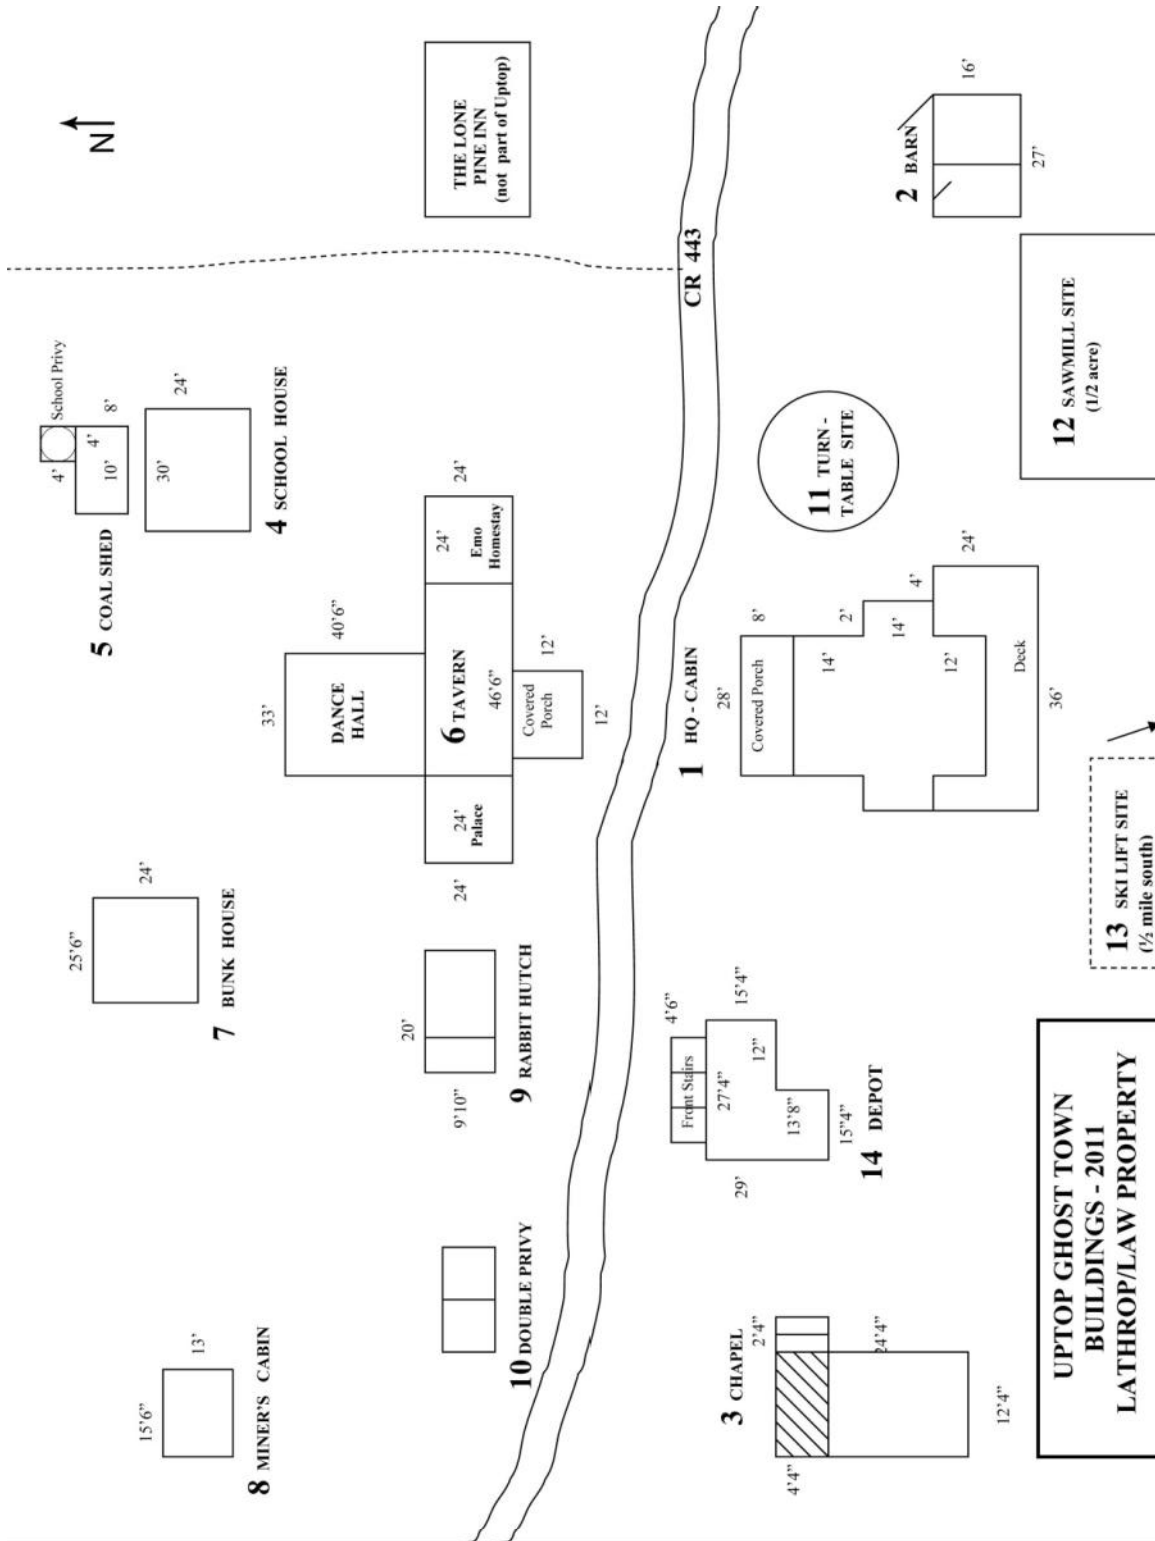 N
15’6”
13’
8 MINER’S CABIN
25’6”
24’
7 BUNK HOUSE
4’
School Privy
4’
8’
10’
5 COAL SHED
30’
24’
4 SCHOOL HOUSE
THE LONE
PINE INN
(not part of Uptop)
33’
DANCE
HALL
40’6”
6 TAVERN
46’6”
24’
24’
Palace
24’
Emo
Homestay
24’
Covered
Porch
12’
12’
20’
9’10”
9 RABBIT HUTCH
10 DOUBLE PRIVY
CR 443
3 CHAPEL
2’4”
24’4”
4’4”
12’4”
4’6”
Front Stairs
15’4”
27’4”
12”
13’8”
29’
15”4’
14 DEPOT
1 HQ - CABIN
28’
Covered Porch
8’
14’
2’
14’
4’
12’
24’
Deck
36’
11 TURN -
TABLE SITE
2 BARN
16’
27’
12 SAWMILL SITE
(1/2 acre)
13 SKI LIFT SITE
(½ mile south)
UPTOP GHOST TOWN
BUILDINGS - 2011
LATHROP/LAW PROPERTY